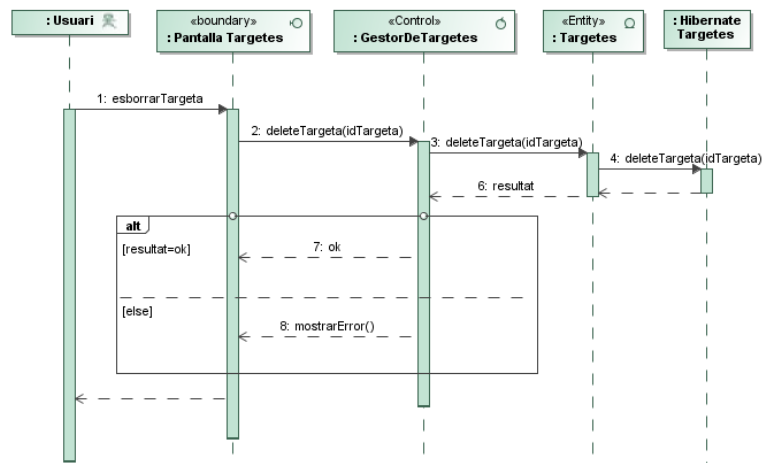 : Usuari
«boundary»
: Pantalla Targetes
«Control»
: GestorDeTargetes
«Entity»
: Targetes
: Hibernate
Targetes
1: esborrarTargeta
2: deleteTargeta(idTargeta)
3: deleteTargeta(idTargeta)
4: deleteTargeta(idTargeta)
6: resultat
alt
[resultat=ok]
7: ok
[else]
8: mostrarError()